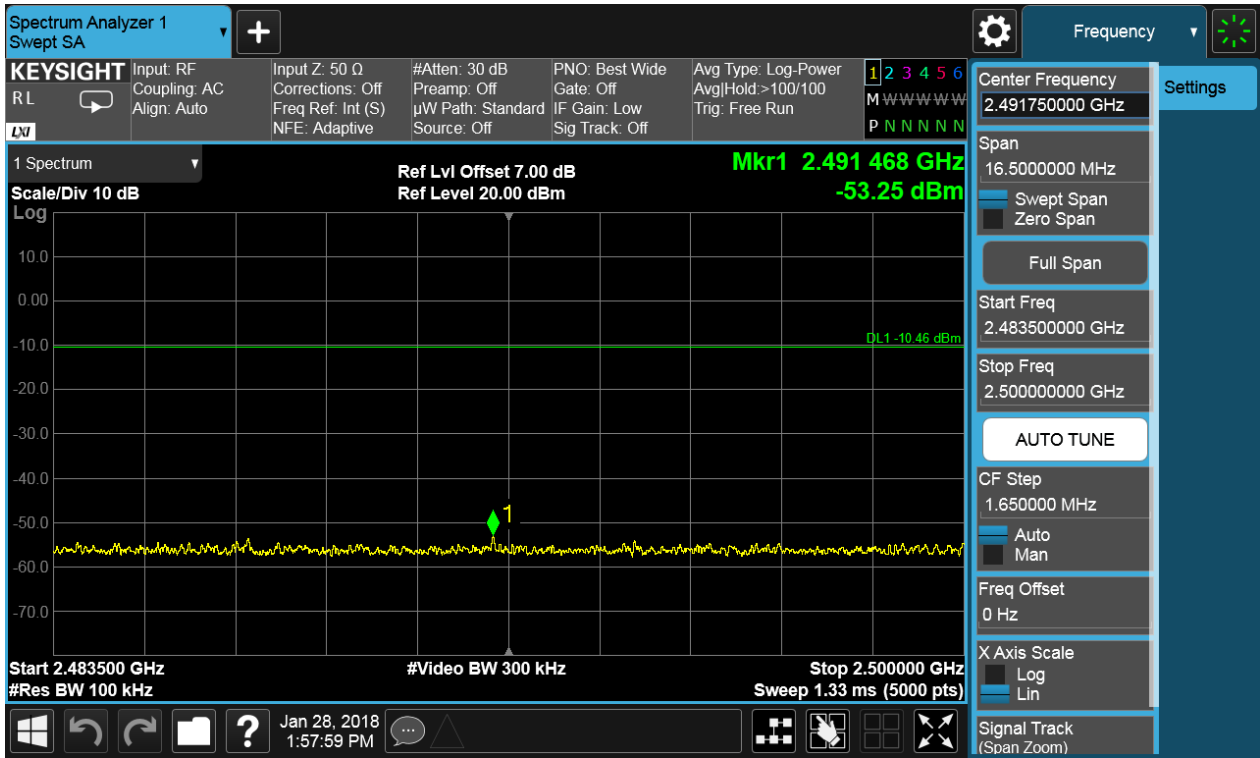 Spectrum Analyzer 1
Swept SA
Frequency
KEYSIGHT
R L
LXI
Input: RF
Coupling: AC
Align: Auto
Input Z: 50 Ω
Corrections: Off
Freq Ref: Int (S)
NFE: Adaptive
#Atten: 30 dB
Preamp: Off
µW Path: Standard
Source: Off
PNO: Best Wide
Gate: Off
IF Gain: Low
Sig Track: Off
Avg Type: Log-Power
Avg|Hold:>100/100
Trig: Free Run
1 2 3 4 5 6
M W W W W W
P N N N N N
1 Spectrum
Scale/Div 10 dB
Ref Lvl Offset 7.00 dB
Ref Level 20.00 dBm
Mkr1 2.491 468 GHz
-53.25 dBm
Log
10.0
0.00
-10.0
-20.0
-30.0
-40.0
-50.0
-60.0
-70.0
DL1 -10.46 dBm
1
Start 2.483500 GHz
#Res BW 100 kHz
#Video BW 300 kHz
Stop 2.500000 GHz
Sweep 1.33 ms (5000 pts)
Center Frequency
2.491750000 GHz
Span
16.5000000 MHz
Swept Span
Zero Span
Full Span
Start Freq
2.483500000 GHz
Stop Freq
2.500000000 GHz
AUTO TUNE
CF Step
1.650000 MHz
Auto
Man
Freq Offset
0 Hz
X Axis Scale
Log
Lin
Signal Track
(Span Zoom)
Settings
?
Jan 28, 2018
1:57:59 PM